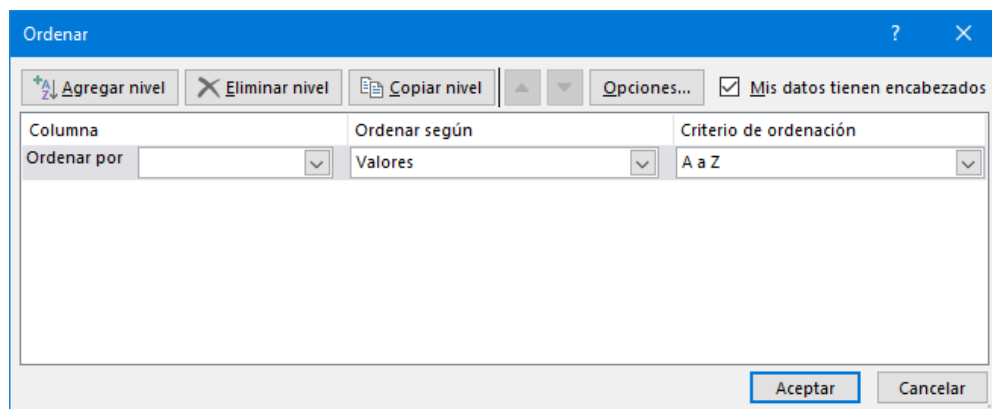 Ordenar ?
Agregar nivel Eliminar nivel Copiar nivel Opciones... Mis datos tienen encabezados
Columna Ordenar según Criterio de ordenación
Ordenar por Valores A a Z
Aceptar Cancelar